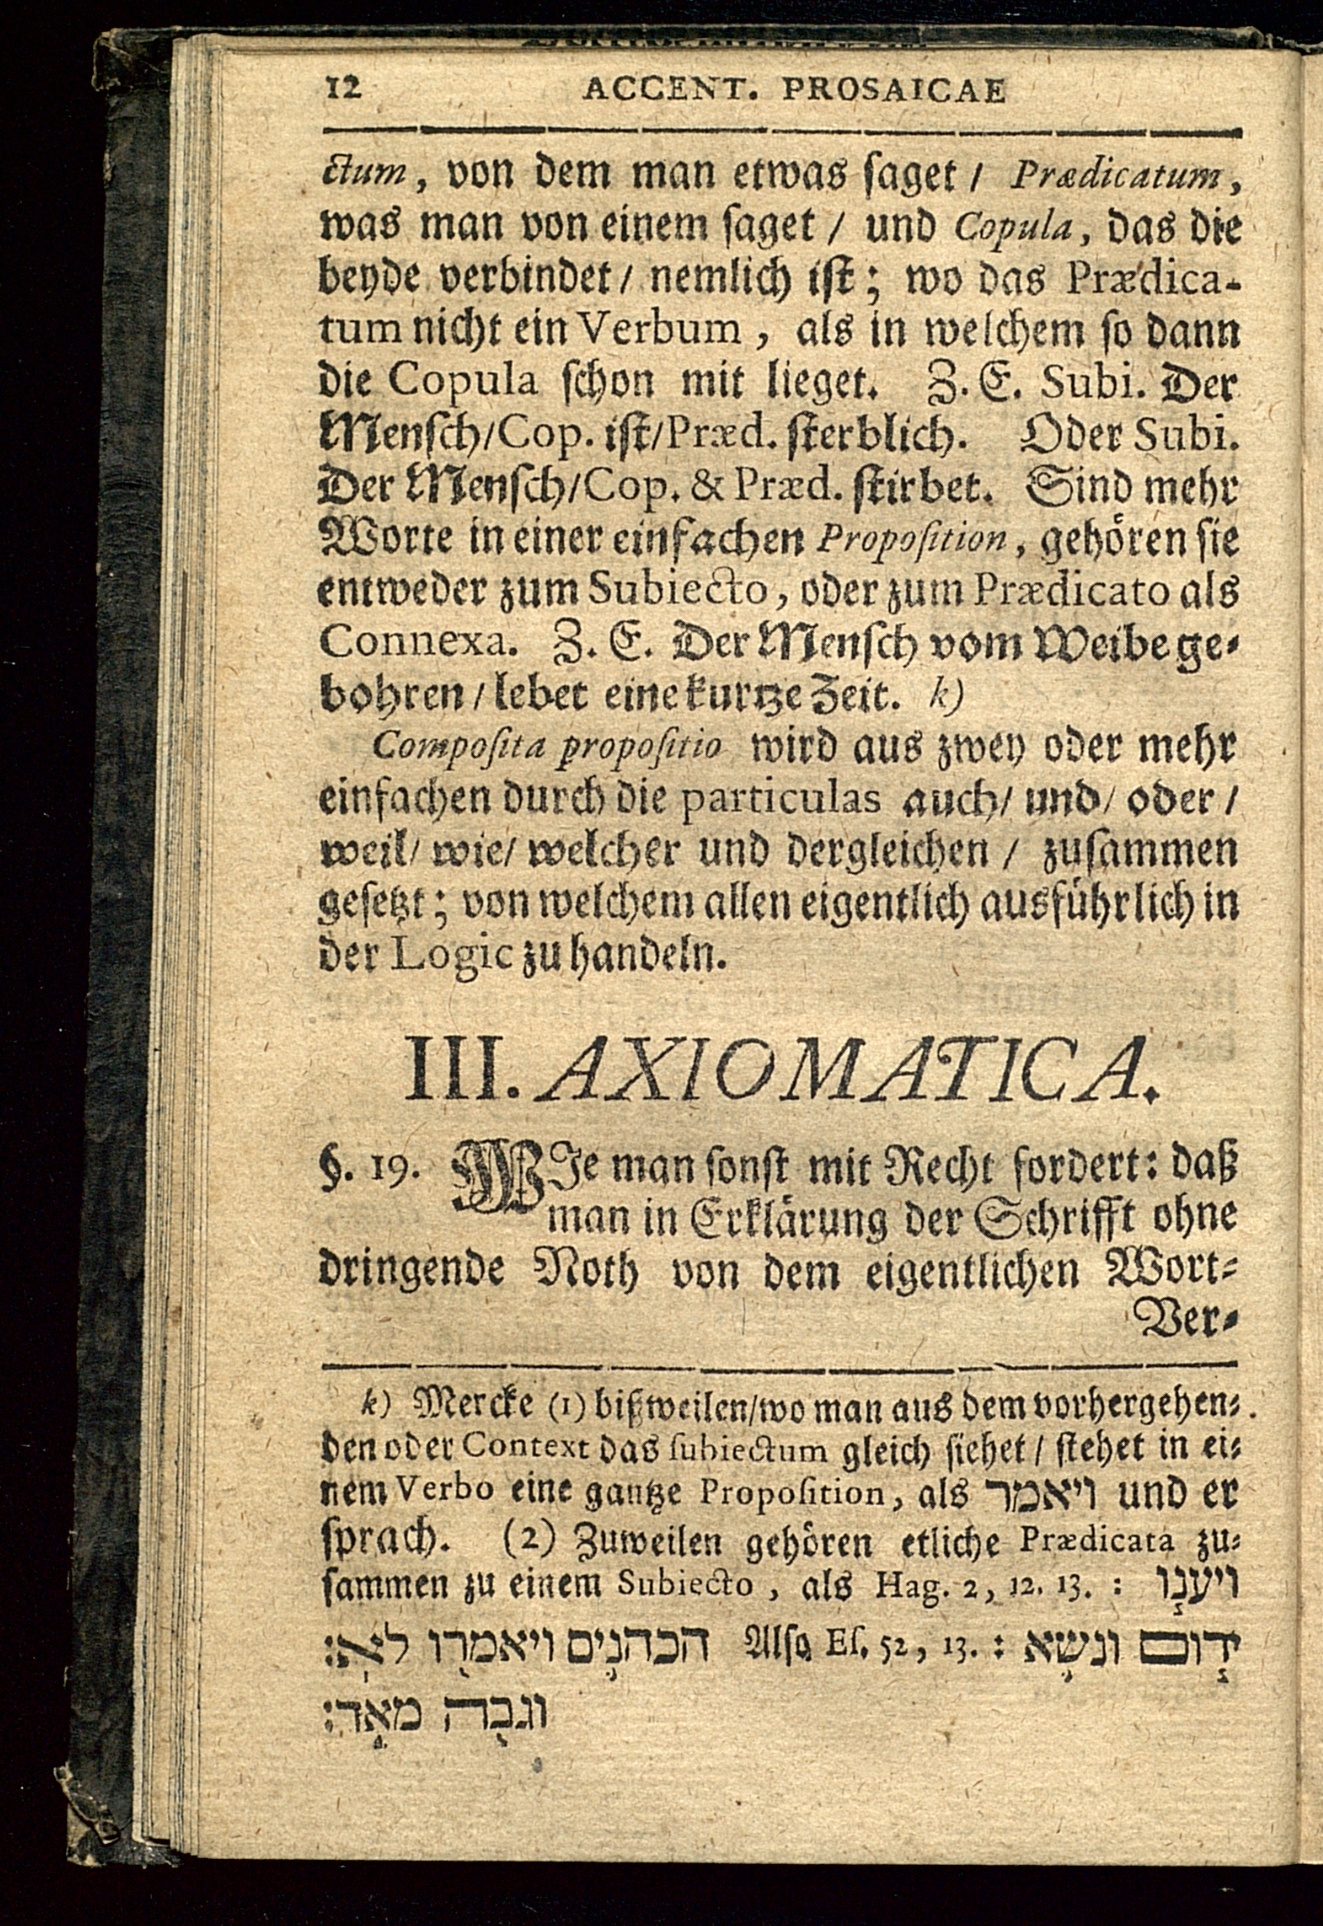 12 ACCENT. PROSAICAE
ctum, von dem man etwas ſaget / Prædicatum,
was man von einem ſaget / und Copula, das die
beyde verbindet / nemlich iſt; wo das Prædica-
tum nicht ein Verbum, als in welchem ſo dann
die Copula ſchon mit lieget. Z. E. Subi. Der
Menſch/Cop. iſt/Præd. ſterblich. Oder Subi.
Der Menſch/Cop. & Præd. ſtirbet. Sind mehr
Worte in einer einfachen Propoſition, gehören ſie
entweder zum Subiecto, oder zum Prædicato als
Connexa. Z. E. Der Menſch vom Weibe ge-
bohren / lebet eine kurtze Zeit. k)
Compoſita propoſitio wird aus zwey oder mehr
einfachen durch die particulas auch/ und/ oder /
weil/ wie/ welcher und dergleichen / zuſammen
geſetzt; von welchem allen eigentlich ausführlich in
der Logic zu handeln.
III. AXIOMATICA.
§. 19. WIe man ſonſt mit Recht fordert: daß
man in Erklärung der Schrifft ohne
dringende Noth von dem eigentlichen Wort-
Ver-
k) Mercke (1) bißweilen/wo man aus dem vorhergehen-
den oder Context das ſubiectum gleich ſiehet / ſtehet in ei-
nem Verbo eine gantze Propoſition, als ויאמר und er
ſprach. (2) Zuweilen gehören etliche Prædicata zu-
ſammen zu einem Subiecto, als Hag. 2, 12. 13. : ויענ֧ו
הכהנ֛ים ויאמר֖ו לֽא׃ Alſo Eſ. 52, 13. : יר֧ום ונש֛א
וגב֖ה מאֽד׃